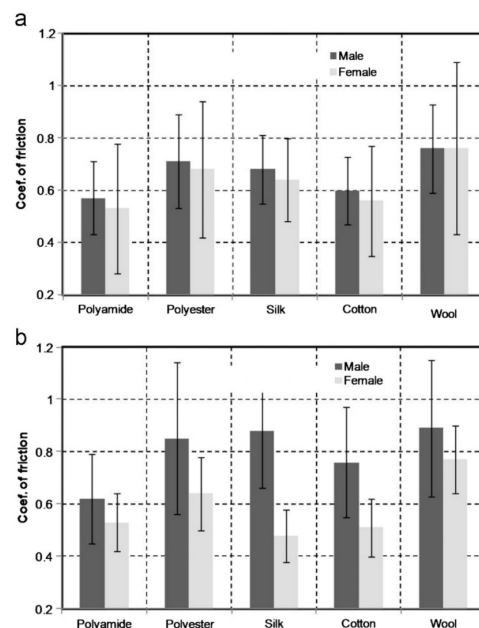 a
1.2
1
0.8
0.6
0.4
0.2
Coef. of friction
Male
Female
Polyamide
Polyester
Silk
Cotton
Wool
b
1.2
1
0.8
0.6
0.4
0.2
Coef. of friction
Male
Female
Polyamide
Polyester
Silk
Cotton
Wool